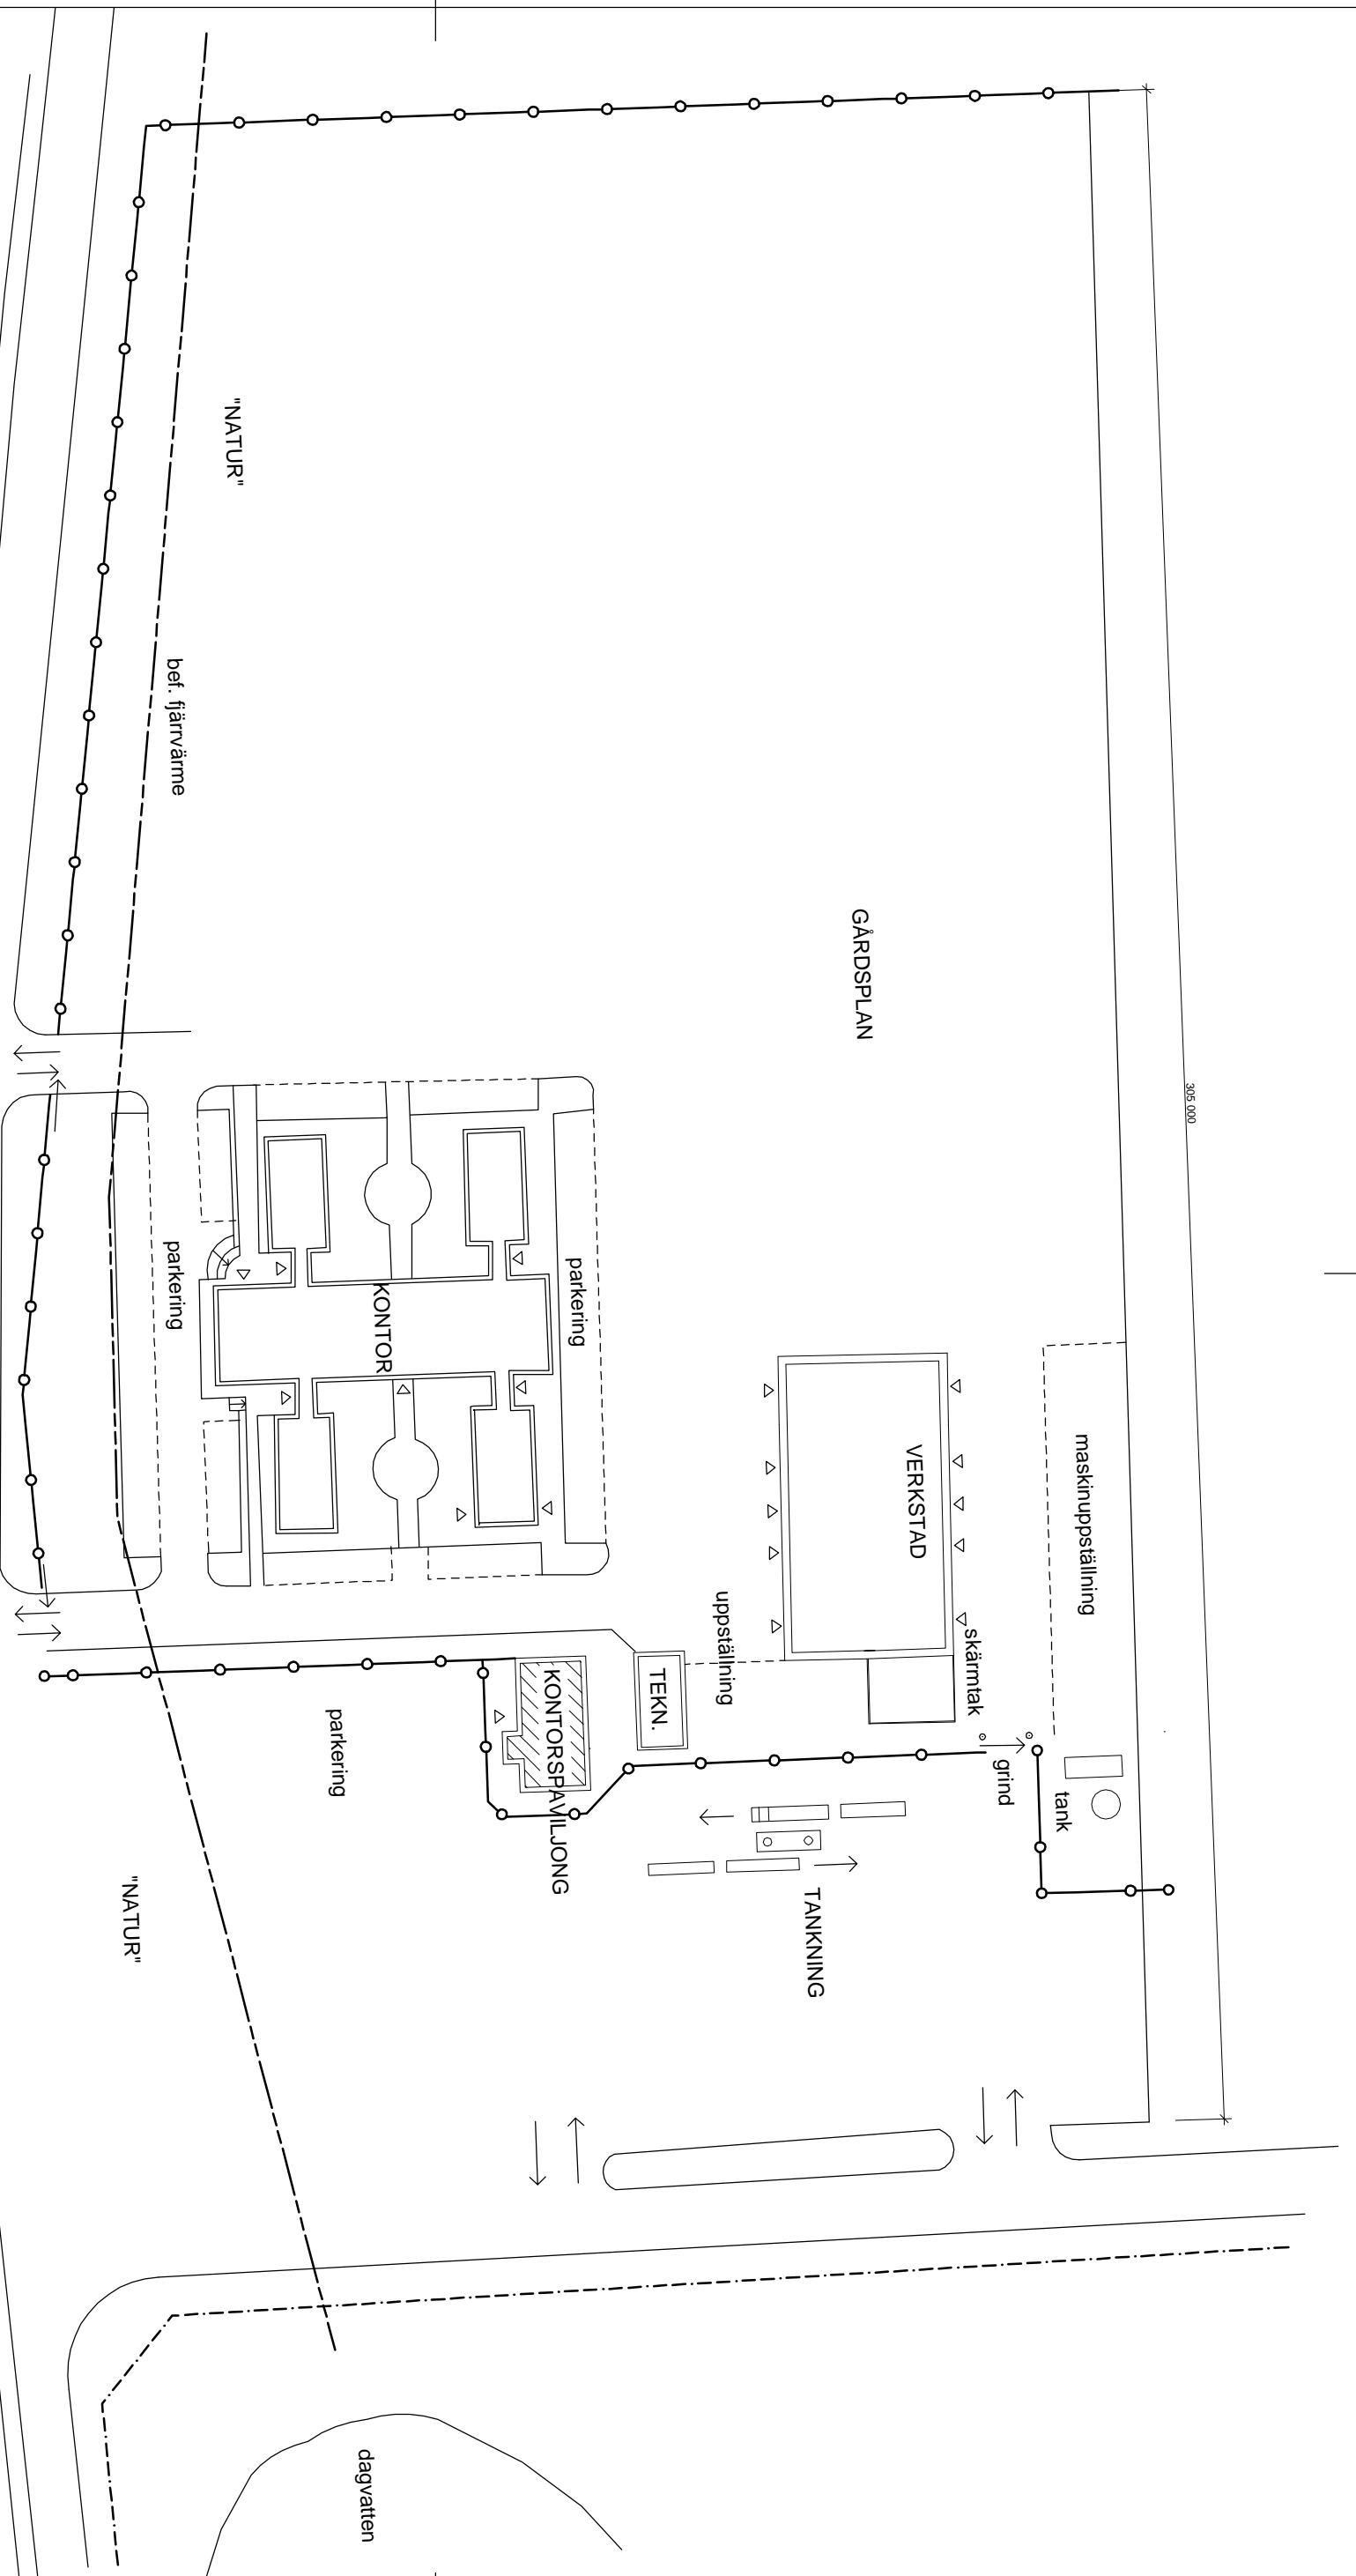 "NATUR"
bef. fjärrvärme
GÅRDSPLAN
305 000
parkering
KONTOR
parkering
VERKSTAD
maskinuppställning
uppställning
skärmtak
TEKN.
KONTORSPAVILJONG
parkering
grind
tank
TANKNING
"NATUR"
dagvatten